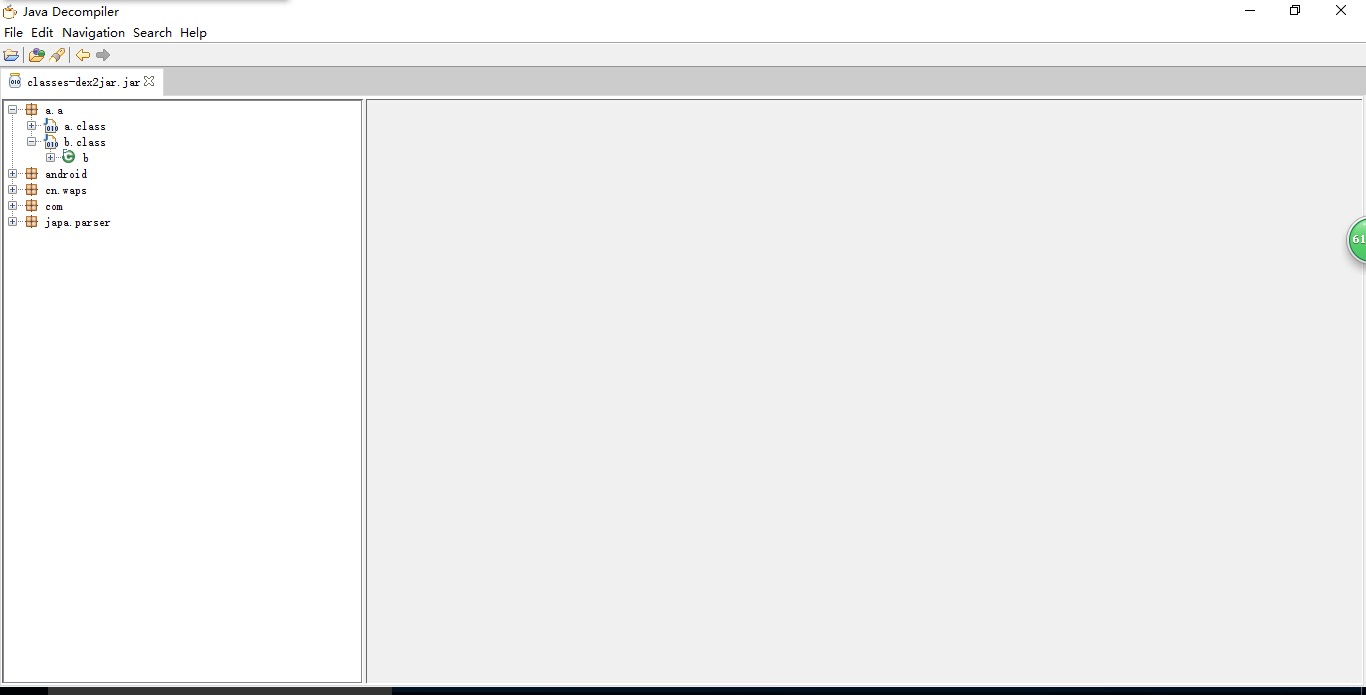 Java Decompiler
File Edit Navigation Search Help
classes-dex2jar.jar
a.a
a.class
b.class
b
android
cn.waps
com
japa.parser
61